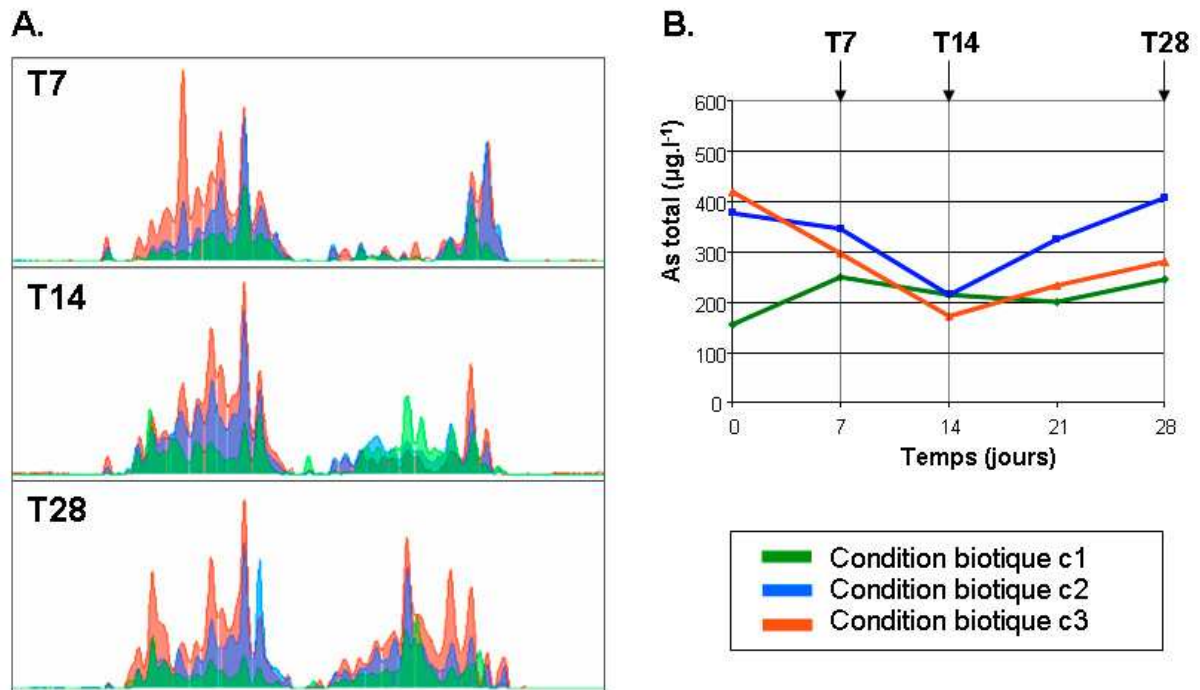 A.
T7
T14
T28
B.
T7 T14 T28
As total (µg.l-1)
600
500
400
300
200
100
0
0 7 14 21 28
Temps (jours)
Condition biotique c1
Condition biotique c2
Condition biotique c3